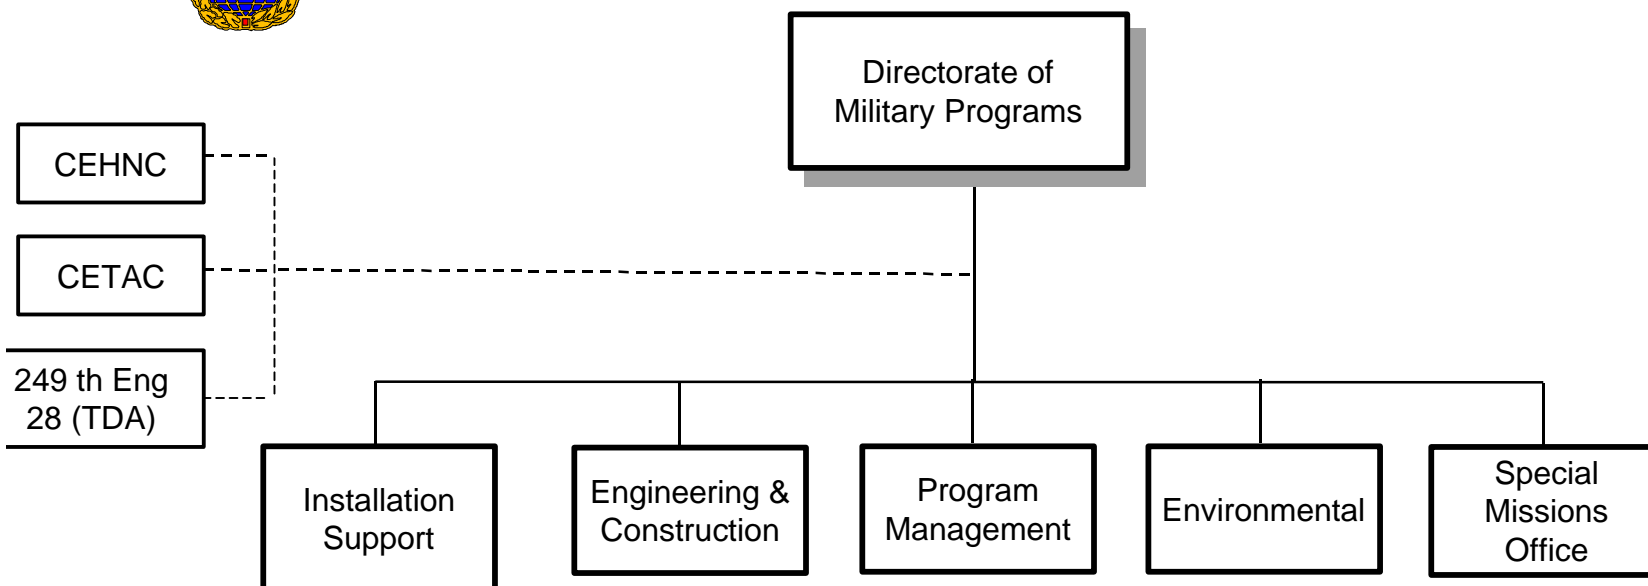 Directorate of
Military Programs
CEHNC
CETAC
249 th Eng
28 (TDA)
Installation
Support
Engineering &
Construction
Program
Management
Environmental
Special
Missions
Office